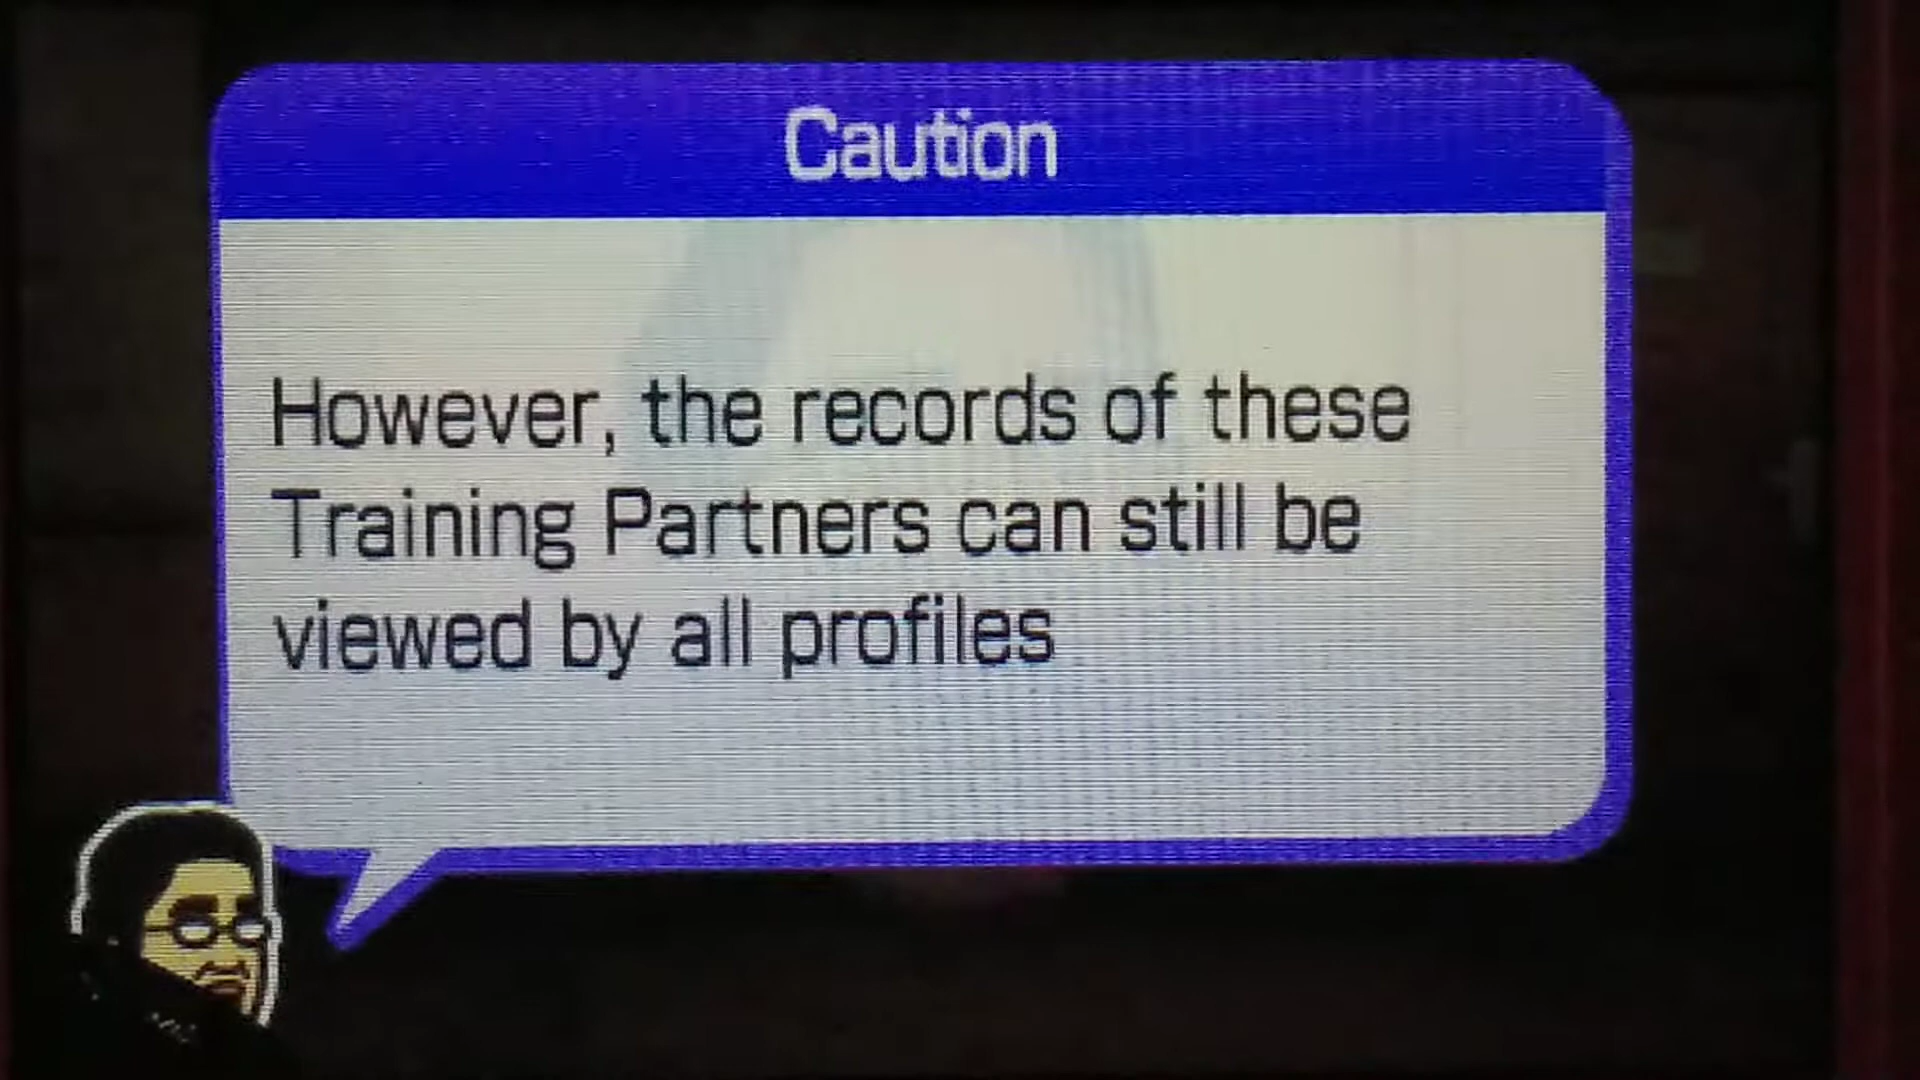 Caution
However, the records of these
Training Partners can still be
viewed by all profiles